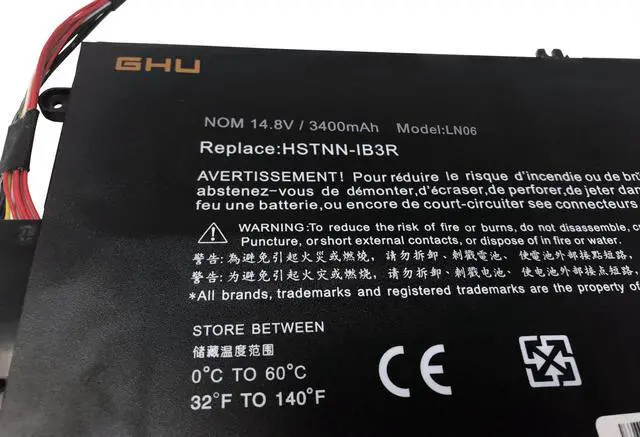 GHU
NOM 14.8V / 3400mAh Model:LN06
Replace:HSTNN-IB3R
AVERTISSEMENT! Pour réduire le risque d'incendie ou de
abstenez-vous de démonter,d'écraser,de perforer,de jeter dan
feu une batterie,ou encore de court-circuiter see connecteurs
WARNING:To reduce the risk of fire or burns, do not disassemble,
Puncture, or short external contacts, or dispose of in fire or water.
警告: 為避免引起火災或燃燒，請勿拆卸、刺戳電池、 使電池外部接點短路，
警告: 为避免引起火灾或燃烧，请勿拆卸、刺戳电池、 使电池外部接点短路，
*All brands, trademarks and registered trademarks are the property of
STORE BETWEEN
储藏温度范围
0°C TO 60°C
32°F TO 140°F
CE